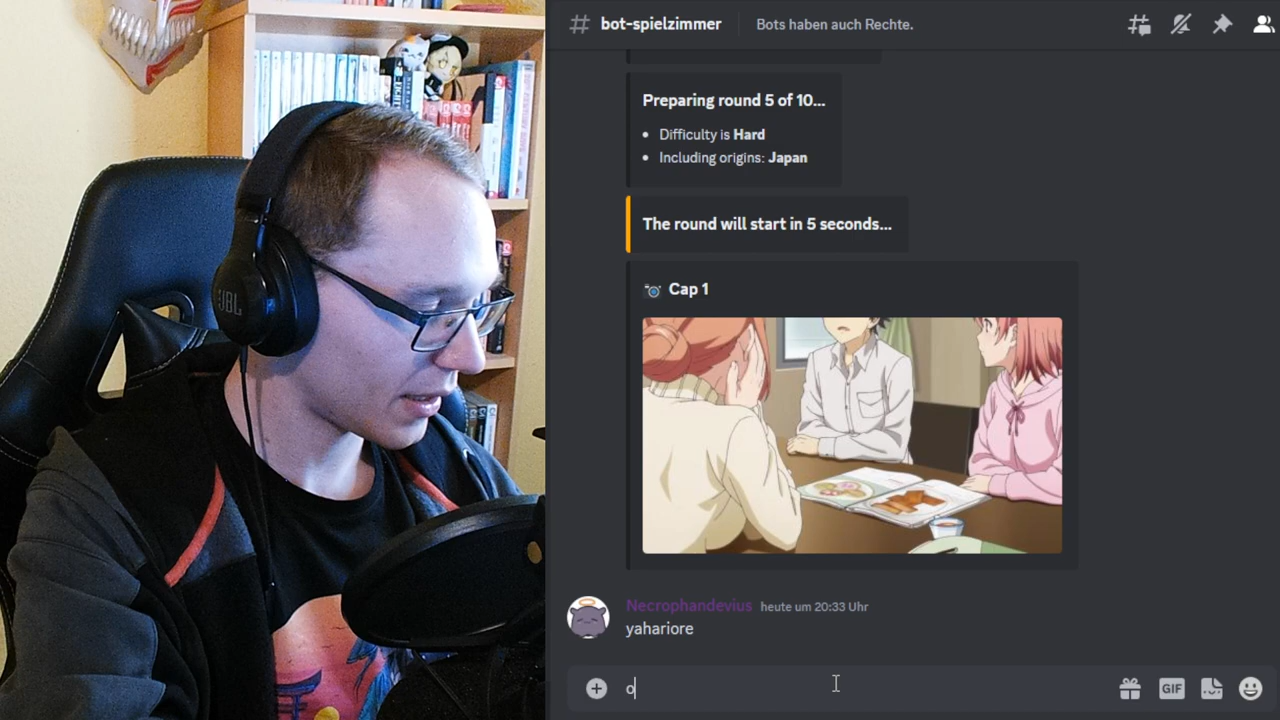 bot-spielzimmer
Bots haben auch Rechte.
Preparing round 5 of 10...
Difficulty is Hard
Including origins: Japan
The round will start in 5 seconds...
Cap 1
Necrophandevius heute um 20:33 Uhr
yahariore
o
GIF
JBL